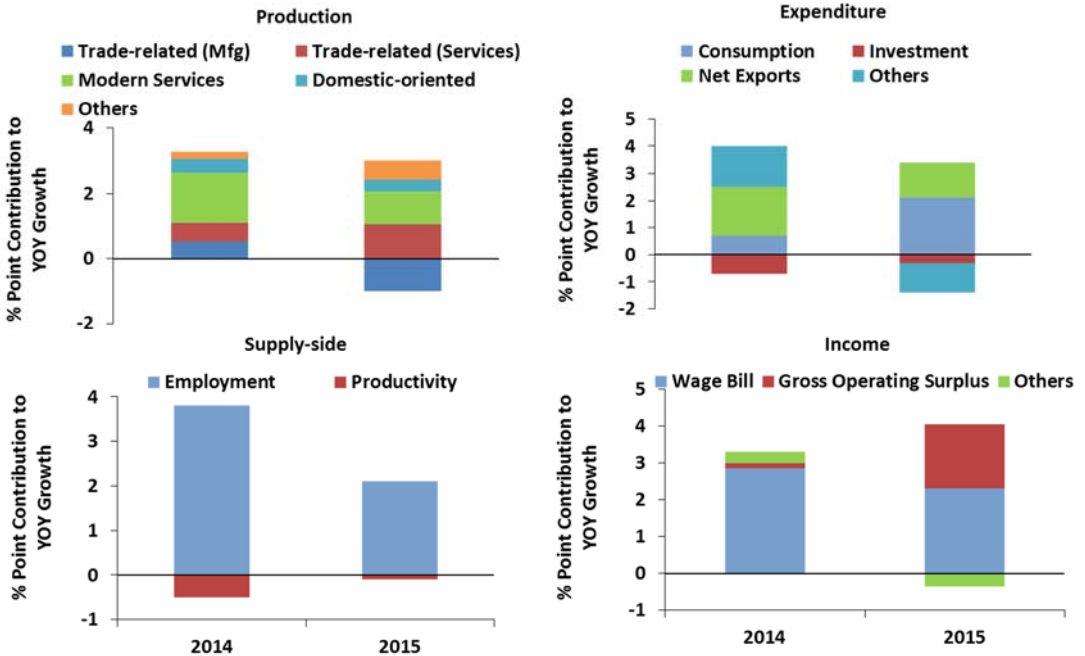 Production
Trade-related (Mfg) Trade-related (Services)
Modern Services Domestic-oriented
Others
% Point Contribution to
YOY Growth
4
2
0
-2
Expenditure
Consumption Investment
Net Exports Others
% Point Contribution to
YOY Growth
5
4
3
2
1
0
-1
-2
Supply-side
Employment Productivity
% Point Contribution to
YOY Growth
4
3
2
1
0
-1
2014 2015
Income
Wage Bill Gross Operating Surplus Others
% Point Contribution to
YOY Growth
5
4
3
2
1
0
-1
2014 2015